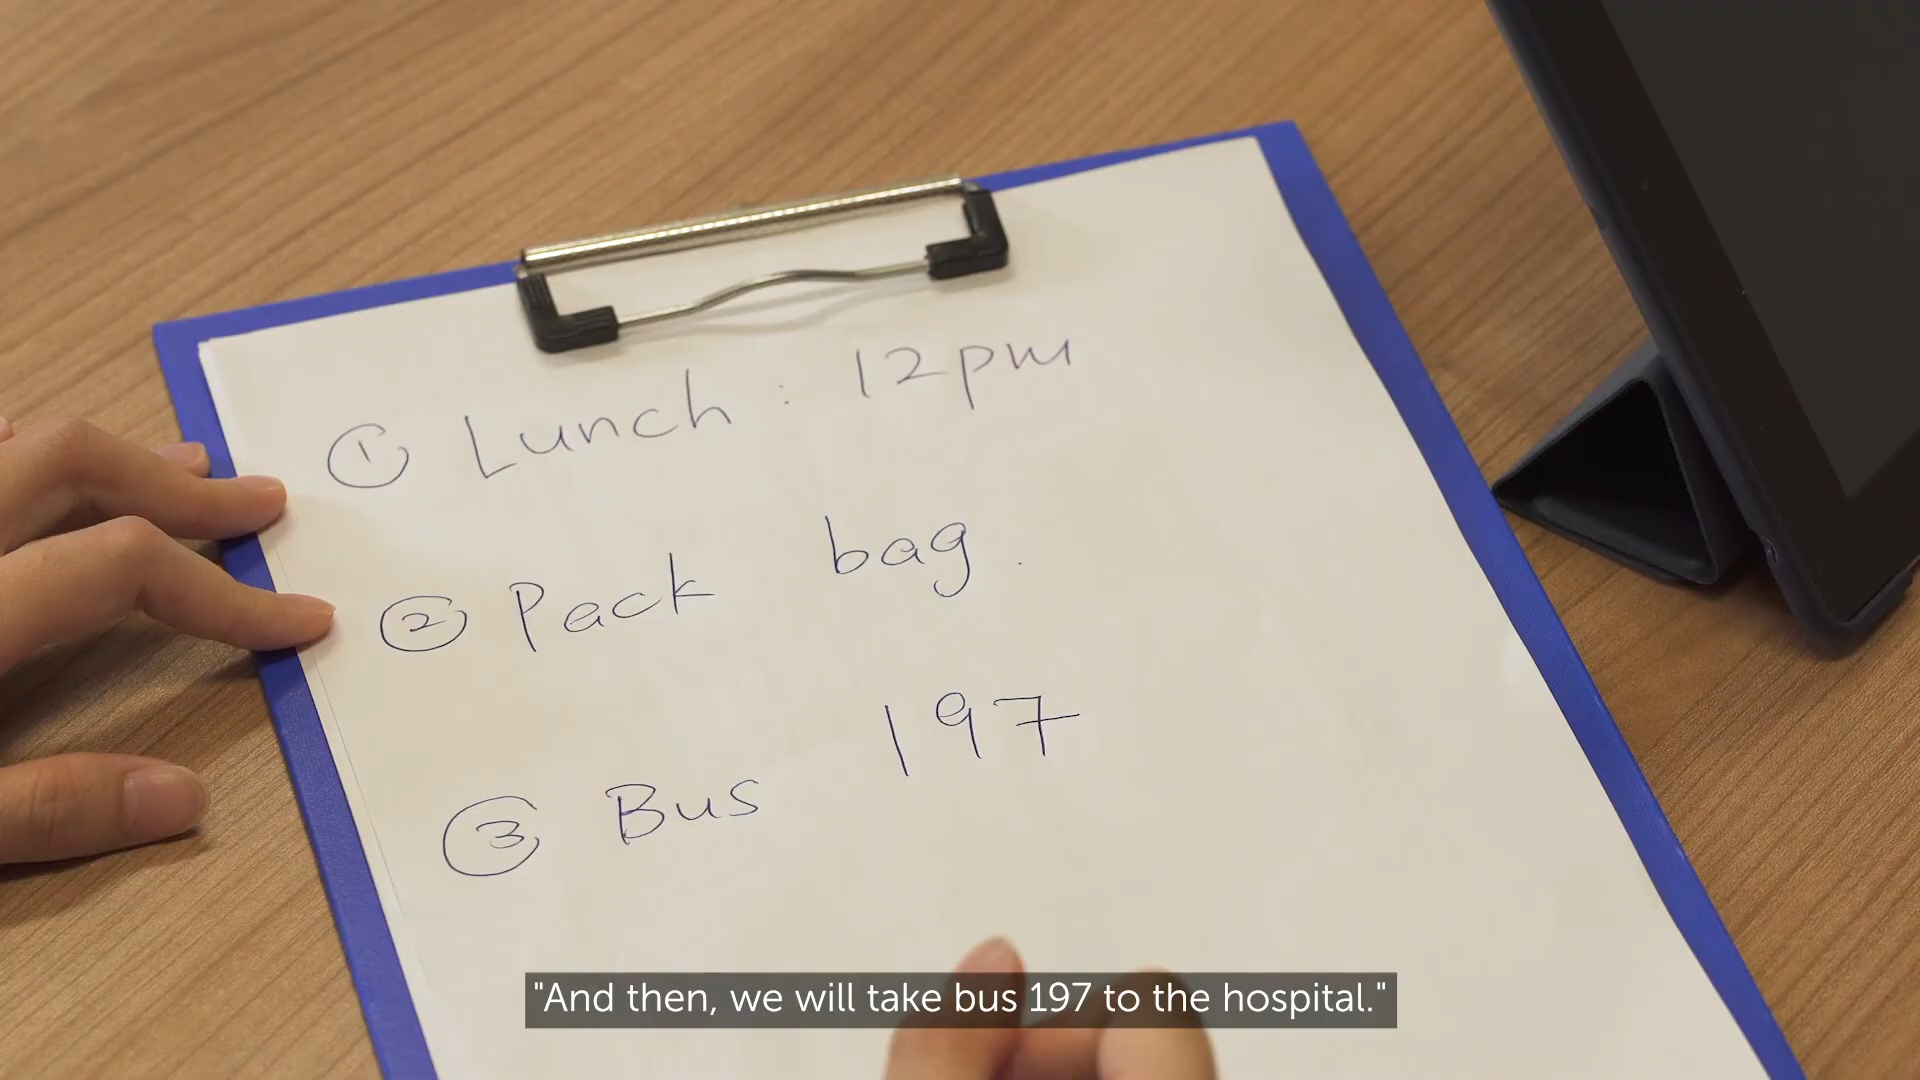 ① Lunch : 12pm
② Pack bag.
③ Bus 197
"And then, we will take bus 197 to the hospital."